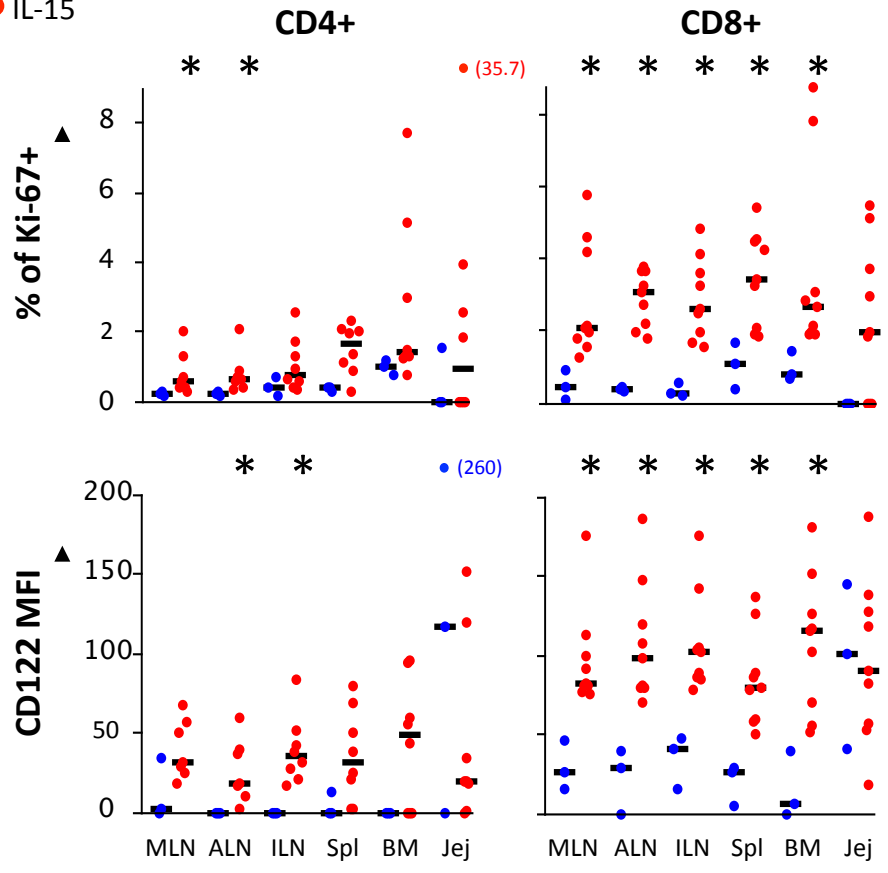 IL-15
CD4+ CD8+
* * * * * * *
(35.7)
% of Ki-67+ ▲
8
6
4
2
0
* * * * * * *
(260)
CD122 MFI ▲
200
150
100
50
0
MLN ALN ILN Spl BM Jej MLN ALN ILN Spl BM Jej